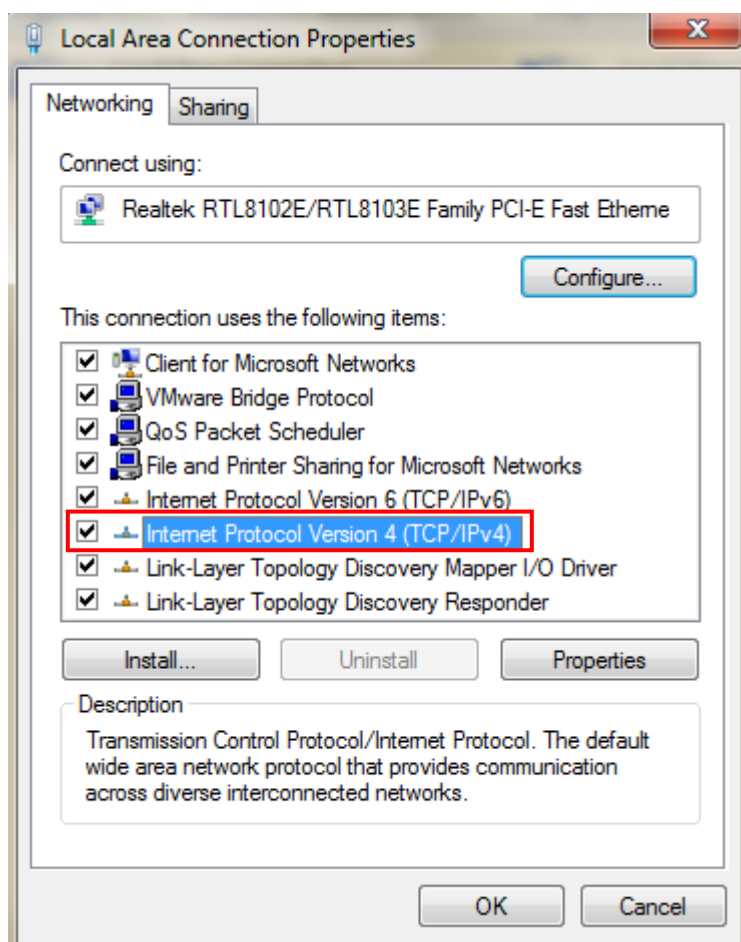 Local Area Connection Properties
Networking
Sharing
Connect using:
Realtek RTL8102E/RTL8103E Family PCI-E Fast Etherne
Configure...
This connection uses the following items:
Client for Microsoft Networks
VMware Bridge Protocol
QoS Packet Scheduler
File and Printer Sharing for Microsoft Networks
Internet Protocol Version 6 (TCP/IPv6)
Internet Protocol Version 4 (TCP/IPv4)
Link-Layer Topology Discovery Mapper I/O Driver
Link-Layer Topology Discovery Responder
Install...
Uninstall
Properties
Description
Transmission Control Protocol/Internet Protocol. The default
wide area network protocol that provides communication
across diverse interconnected networks.
OK
Cancel